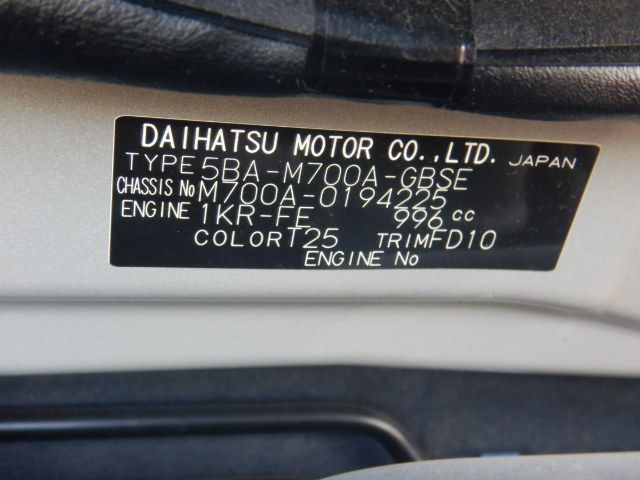 DAIHATSU MOTOR CO.,LTD. JAPAN
TYPE 5BA-M700A-GBSE
CHASSIS No M700A-0194225
ENGINE 1KR-FE 996 cc
COLOR T25 TRIM FD10
ENGINE No